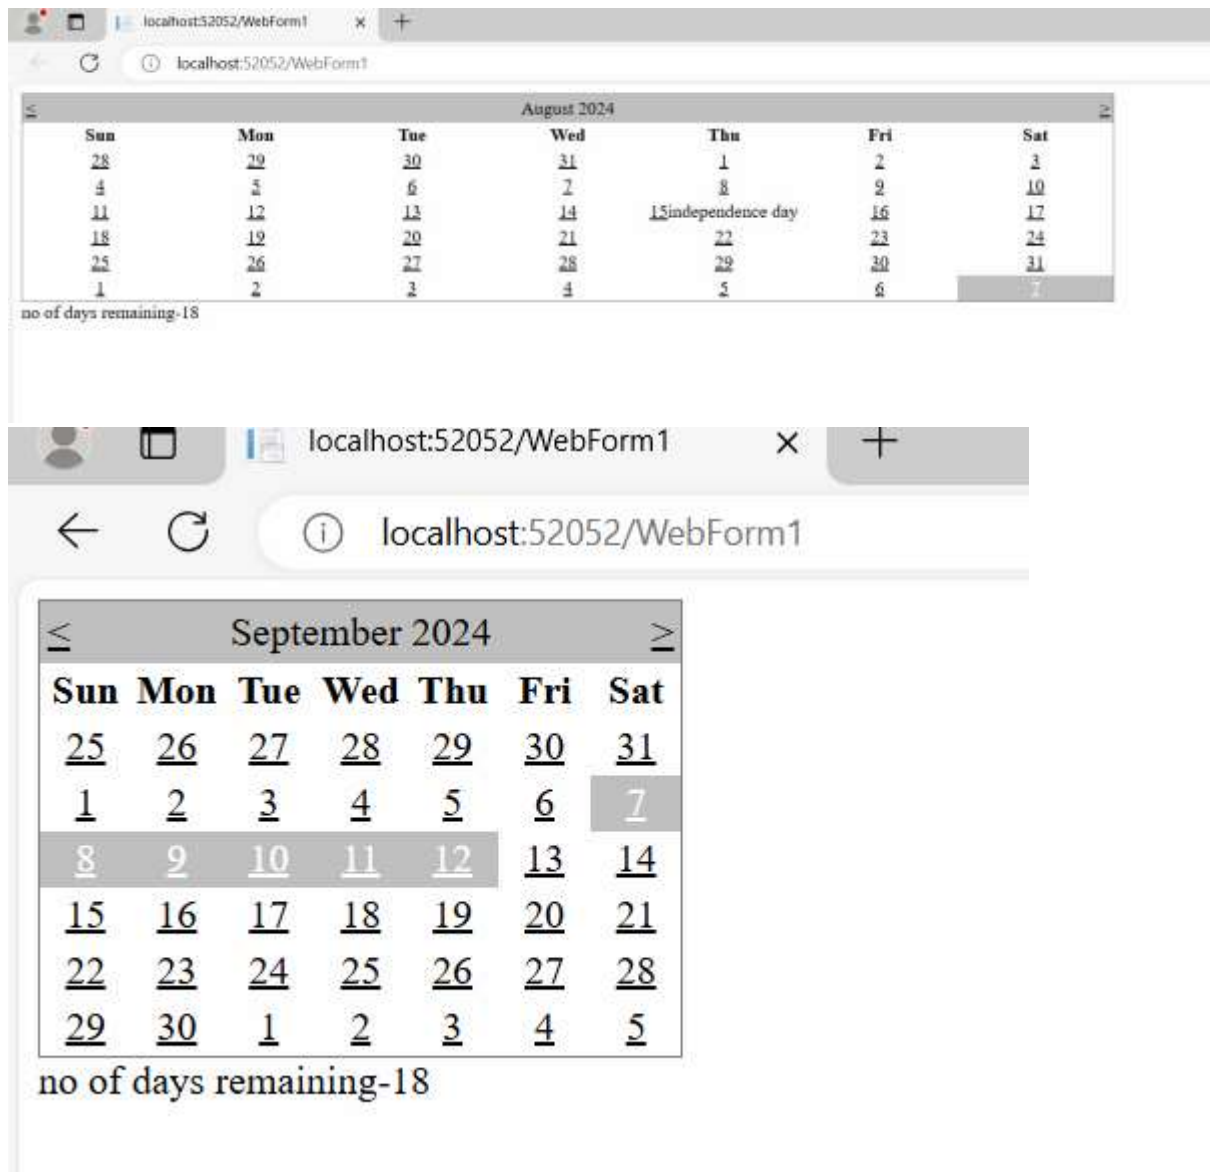 localhost:52052/WebForm1
localhost:52052/WebForm1
< August 2024 >
Sun Mon Tue Wed Thu Fri Sat
28 29 30 31 1 2 3
4 5 6 7 8 9 10
11 12 13 14 15independence day 16 17
18 19 20 21 22 23 24
25 26 27 28 29 30 31
1 2 3 4 5 6 7
no of days remaining-18
localhost:52052/WebForm1
localhost:52052/WebForm1
< September 2024 >
Sun Mon Tue Wed Thu Fri Sat
25 26 27 28 29 30 31
1 2 3 4 5 6 7
8 9 10 11 12 13 14
15 16 17 18 19 20 21
22 23 24 25 26 27 28
29 30 1 2 3 4 5
no of days remaining-18